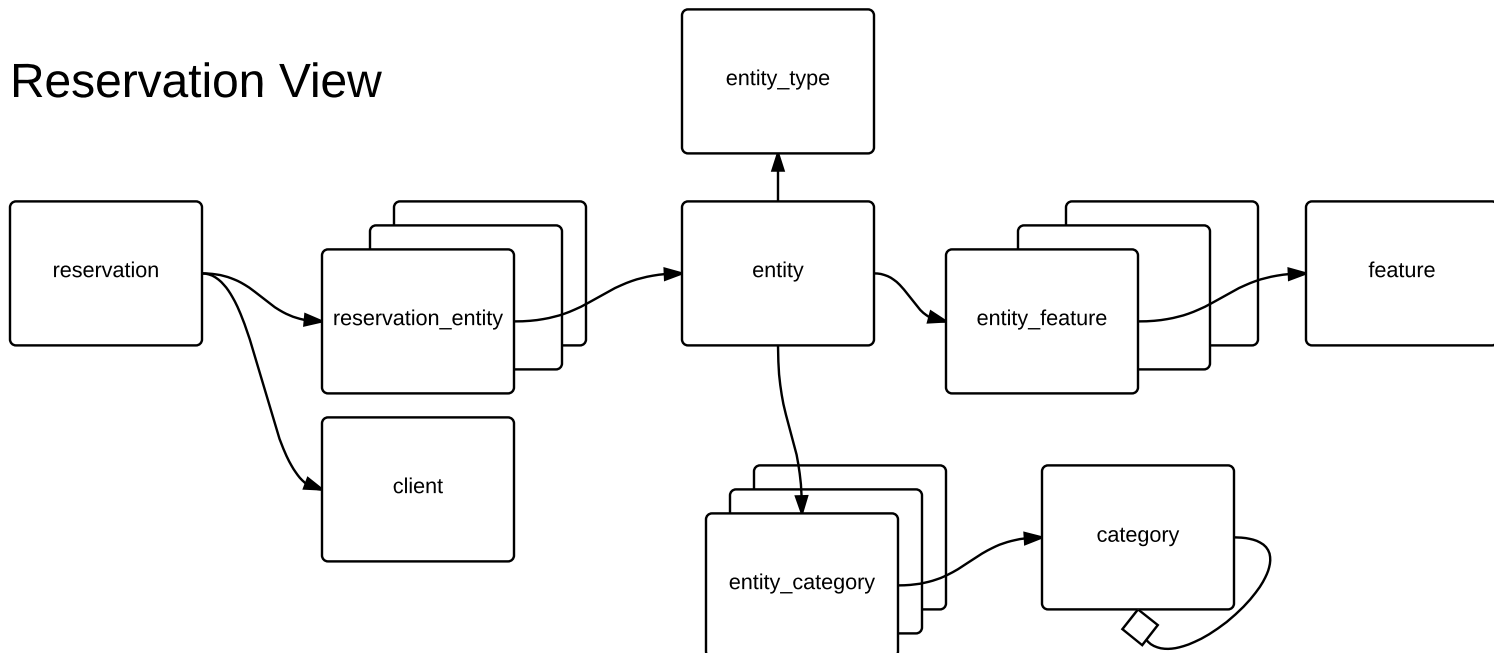 Reservation View
entity_type
reservation
reservation_entity
entity
entity_feature
feature
client
entity_category
category